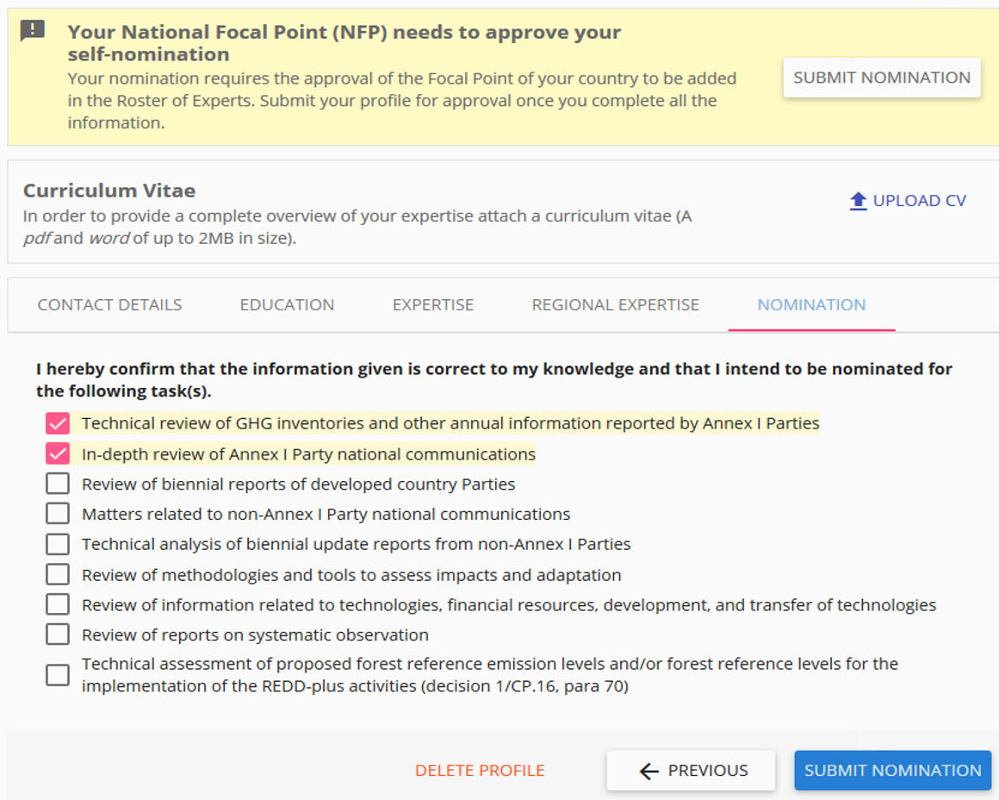 Your National Focal Point (NFP) needs to approve your
self-nomination
Your nomination requires the approval of the Focal Point of your country to be added
in the Roster of Experts. Submit your profile for approval once you complete all the
information.
SUBMIT NOMINATION
Curriculum Vitae
In order to provide a complete overview of your expertise attach a curriculum vitae (A
pdf and word of up to 2MB in size).
UPLOAD CV
CONTACT DETAILS
EDUCATION
EXPERTISE
REGIONAL EXPERTISE
NOMINATION
I hereby confirm that the information given is correct to my knowledge and that I intend to be nominated for
the following task(s).
Technical review of GHG inventories and other annual information reported by Annex I Parties
In-depth review of Annex I Party national communications
Review of biennial reports of developed country Parties
Matters related to non-Annex I Party national communications
Technical analysis of biennial update reports from non-Annex I Parties
Review of methodologies and tools to assess impacts and adaptation
Review of information related to technologies, financial resources, development, and transfer of technologies
Review of reports on systematic observation
Technical assessment of proposed forest reference emission levels and/or forest reference levels for the
implementation of the REDD-plus activities (decision 1/CP.16, para 70)
DELETE PROFILE
PREVIOUS
SUBMIT NOMINATION